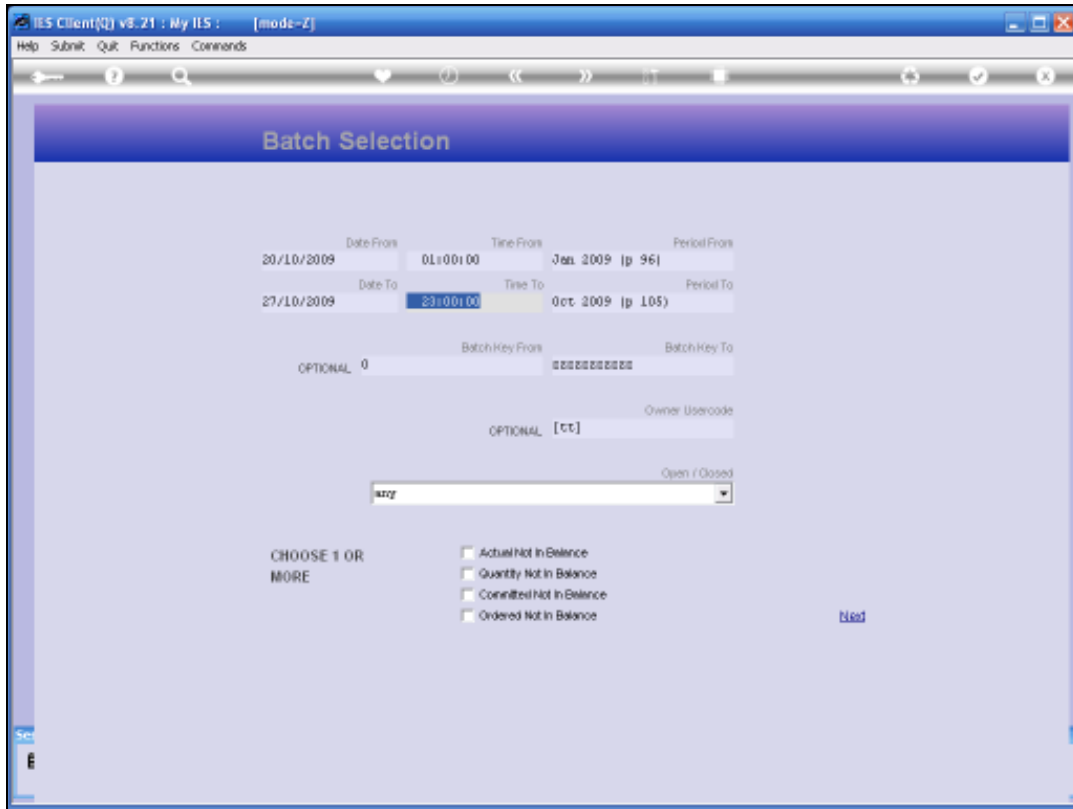 IES Client(Q) v8.21 : My IES : [mode=Z]
Help Submit Quit Functions Commands
Batch Selection
Date From Time From Period From
20/10/2009 01:00:00 Jan 2009 (p 96)
Date To Time To Period To
27/10/2009 23:00:00 Oct 2009 (p 105)
Batch Key From Batch Key To
OPTIONAL 0 zzzzzzzzzzz
Owner Usercode
OPTIONAL [tt]
Open / Closed
any
CHOOSE 1 OR
MORE
Actual Not In Balance
Quantity Not In Balance
Committed Not In Balance
Ordered Not In Balance
Next